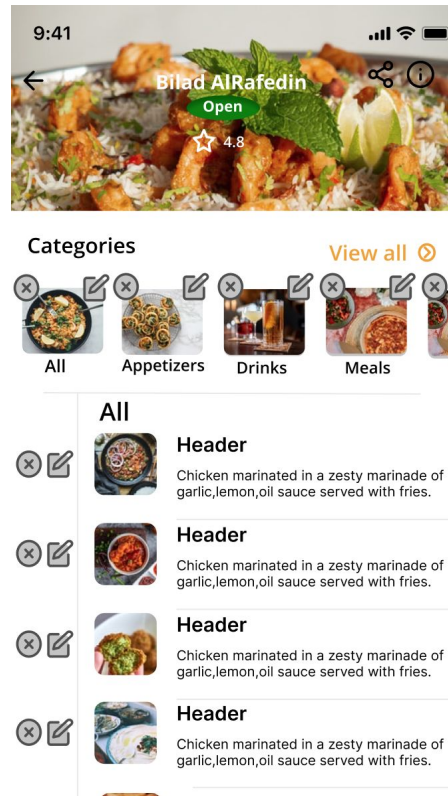 9:41
Bilad AlRafedin
Open
4.8
Categories
View all
All
Appetizers
Drinks
Meals
All
Header
Chicken marinated in a zesty marinade of
garlic,lemon,oil sauce served with fries.
Header
Chicken marinated in a zesty marinade of
garlic,lemon,oil sauce served with fries.
Header
Chicken marinated in a zesty marinade of
garlic,lemon,oil sauce served with fries.
Header
Chicken marinated in a zesty marinade of
garlic,lemon,oil sauce served with fries.